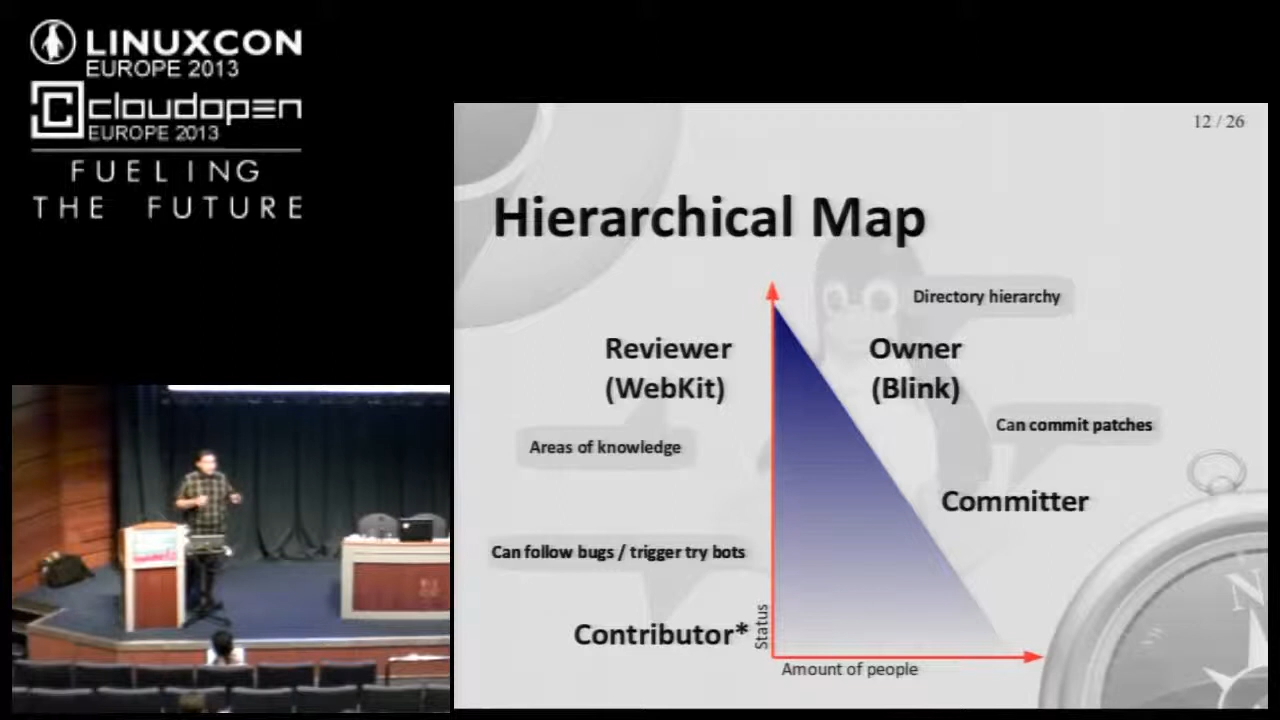 LINUXCON
EUROPE 2013
cloudopen
EUROPE 2013
FUELING
THE FUTURE
12 / 26
Hierarchical Map
Directory hierarchy
Reviewer
(WebKit)
Owner
(Blink)
Can commit patches
Areas of knowledge
Committer
Can follow bugs / trigger try bots
Contributor*
Status
Amount of people
N